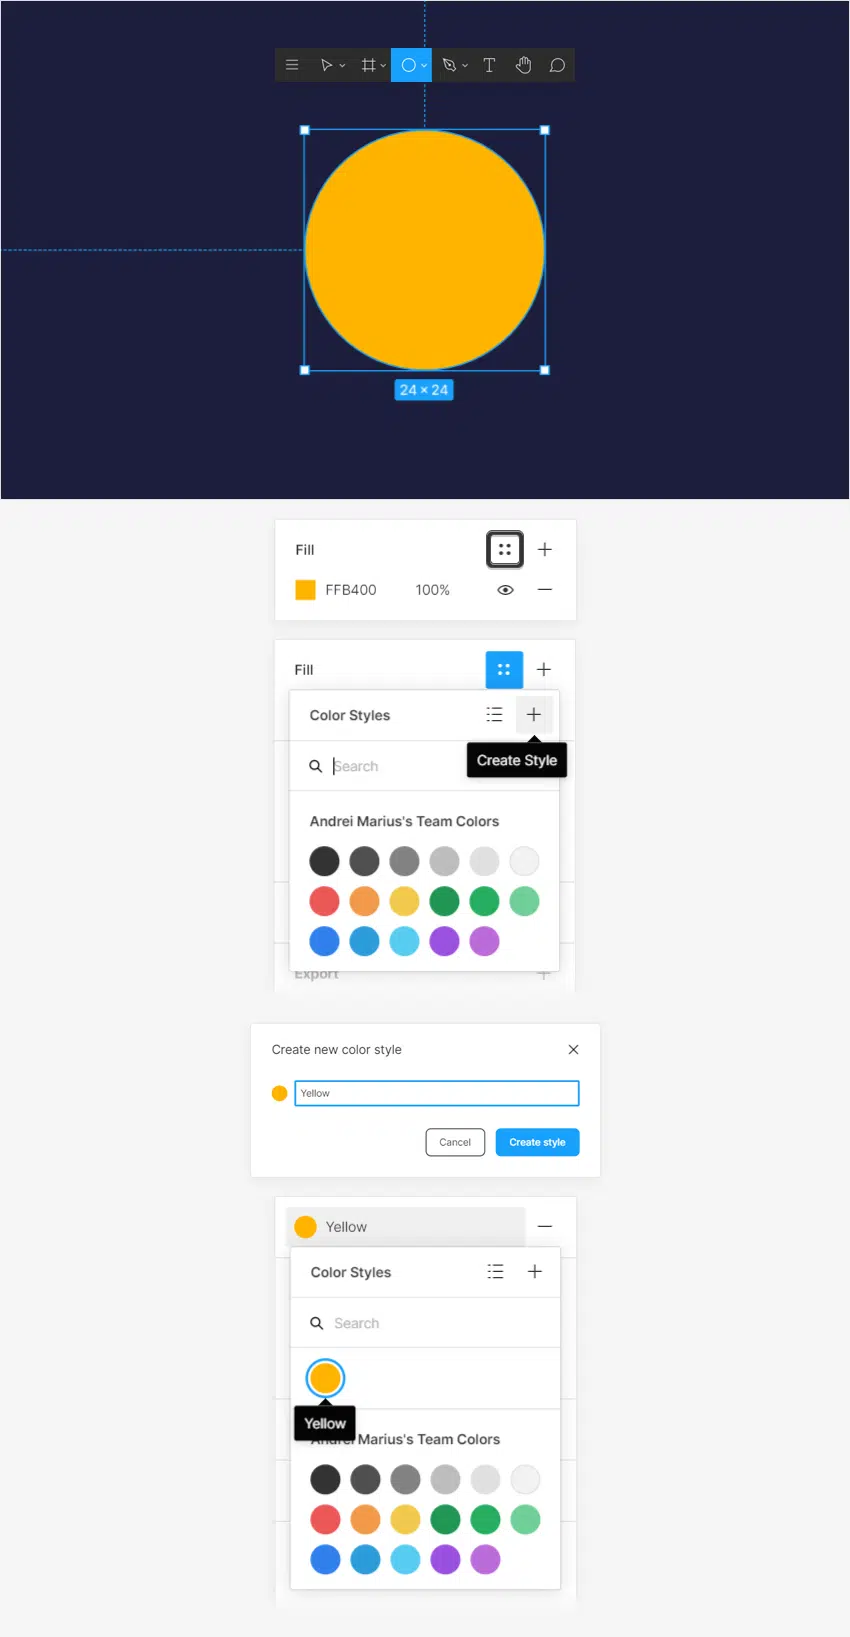 24 × 24
Fill
FFB400 100%
Fill
Color Styles
Create Style
Search
Andrei Marius's Team Colors
Export
Create new color style
Yellow
Cancel Create style
Yellow
Color Styles
Search
Yellow
Andrei Marius's Team Colors